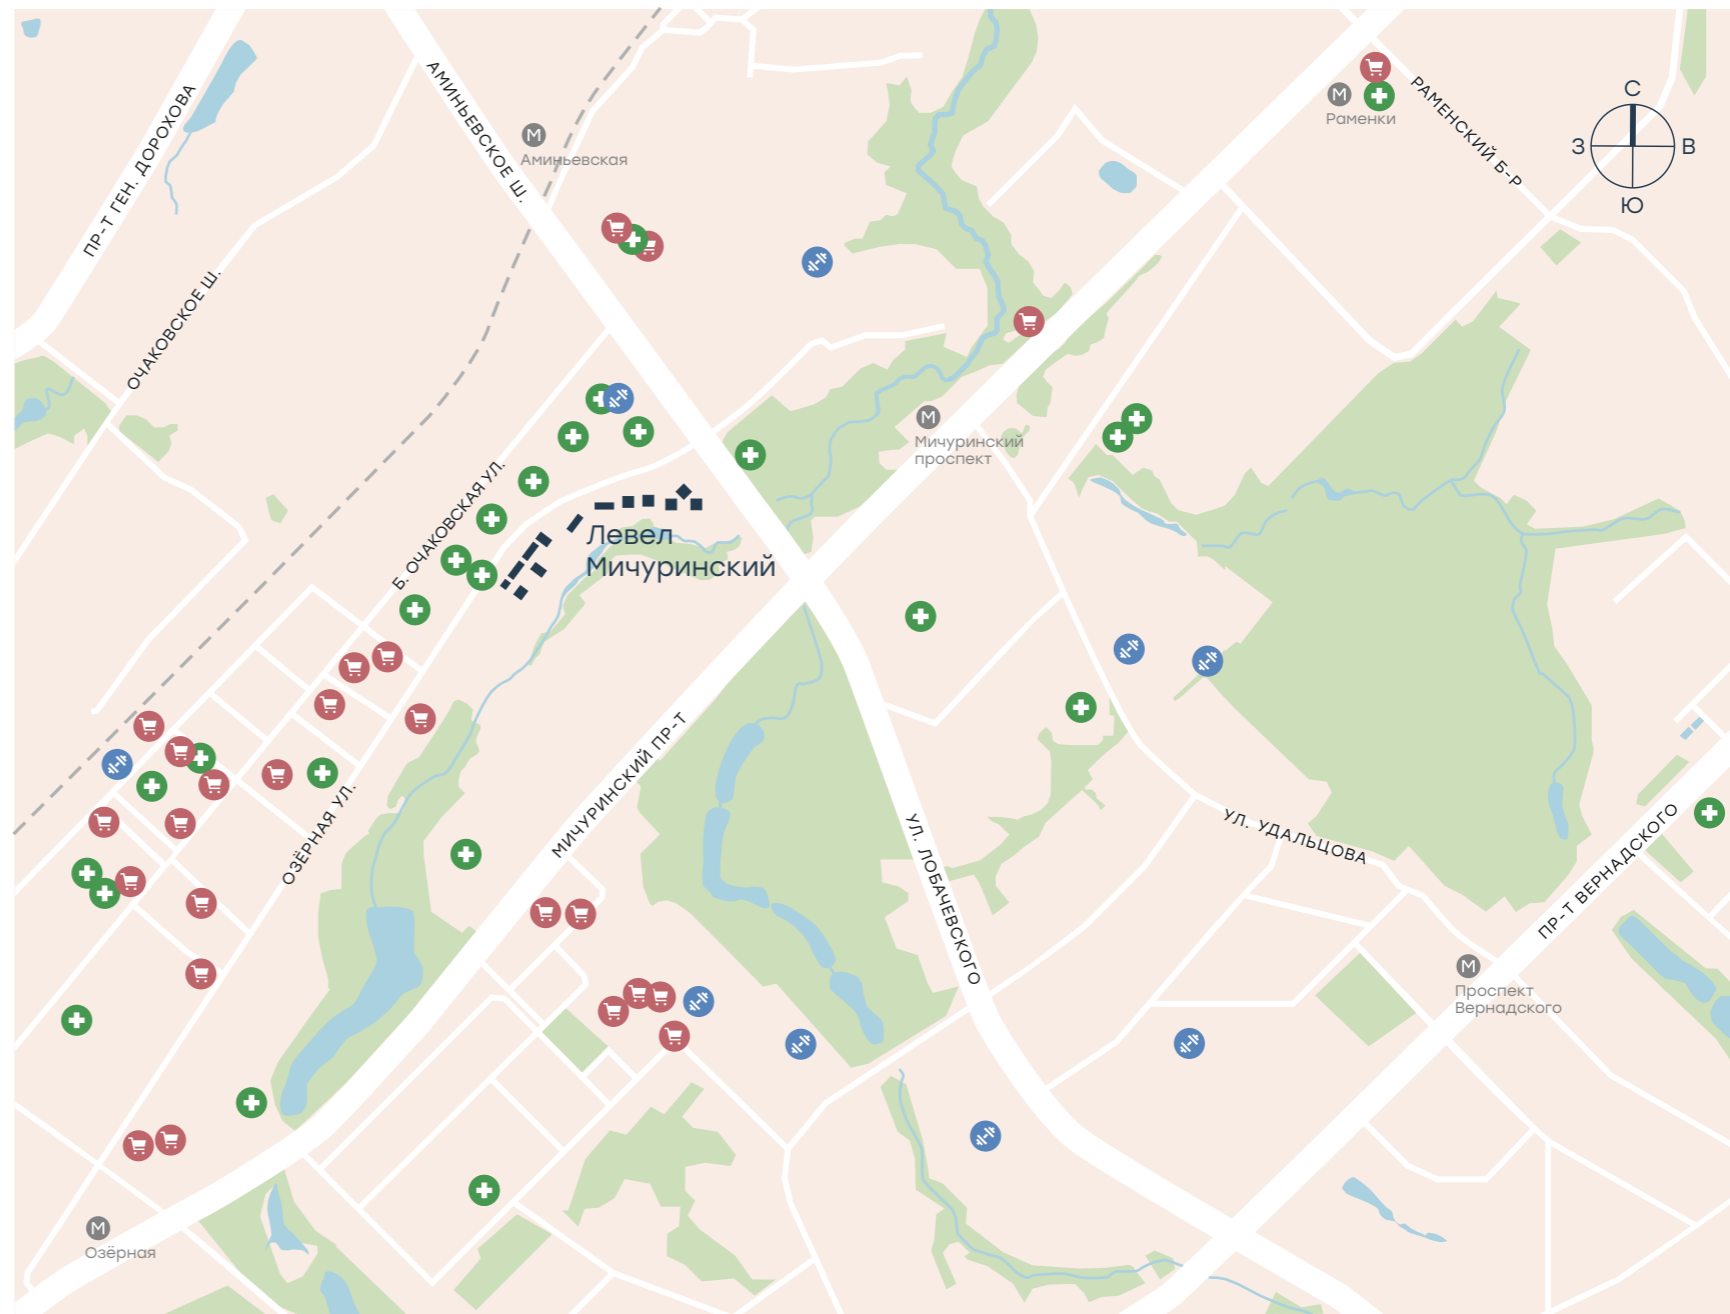 С
З
В
Ю
М
Раменки
РАМЕНСКИЙ Б-Р
АМИНЬЕВСКОЕ Ш.
М
Аминьевская
ПР-Т ГЕН. ДОРОХОВА
ОЧАКОВСКОЕ Ш.
М
Мичуринский
проспект
Б. ОЧАКОВСКАЯ УЛ.
Левел
Мичуринский
МИЧУРИНСКИЙ ПР-Т
ОЗЁРНАЯ УЛ.
УЛ. ЛОБАЧЕВСКОГО
УЛ. УДАЛЬЦОВА
ПР-Т ВЕРНАДСКОГО
М
Проспект
Вернадского
М
Озёрная